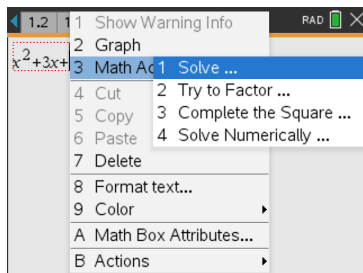 1.2 1 RAD
x²+3x+
1 Show Warning Info
2 Graph
3 Math Ac
4 Cut
5 Copy
6 Paste
7 Delete
8 Format text...
9 Color
A Math Box Attributes...
B Actions
1 Solve ...
2 Try to Factor ...
3 Complete the Square ...
4 Solve Numerically ...